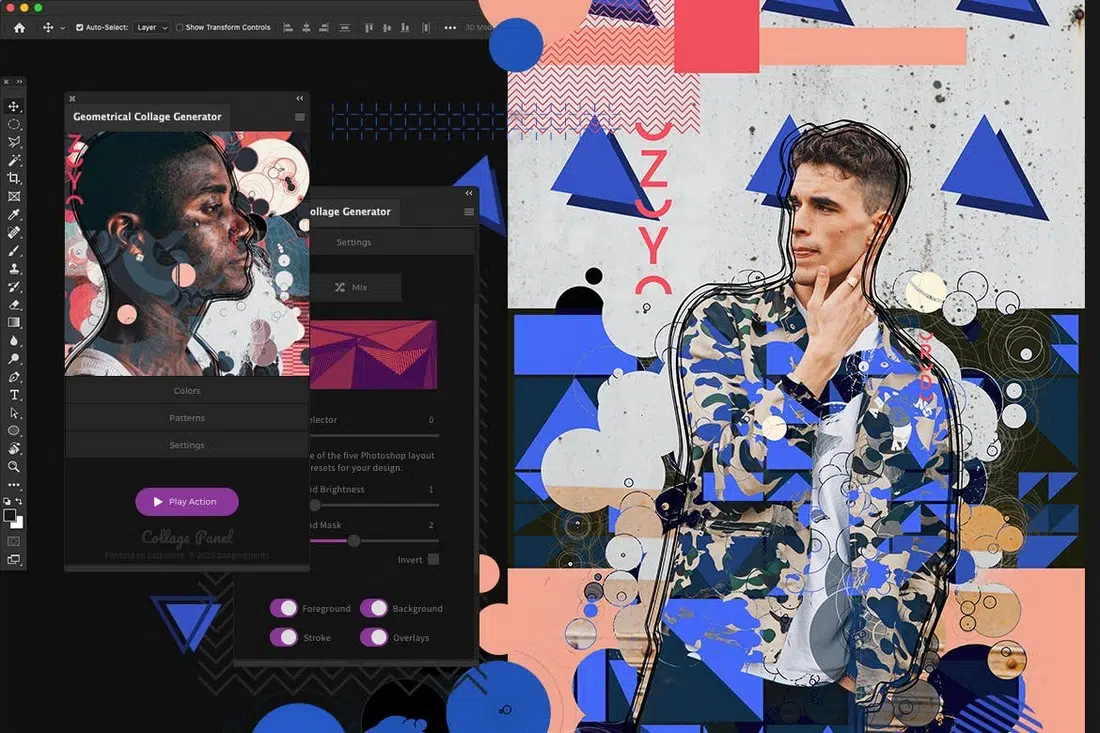 Auto-Select:
Layer
Show Transform Controls
Geometrical Collage Generator
Colors
Patterns
Settings
Play Action
Collage Panel
ollage Generator
Settings
Mix
elector 0
e of the five Photoshop layout
resets for your design.
d Brightness 1
d Mask 2
Invert
Foreground
Background
Stroke
Overlays